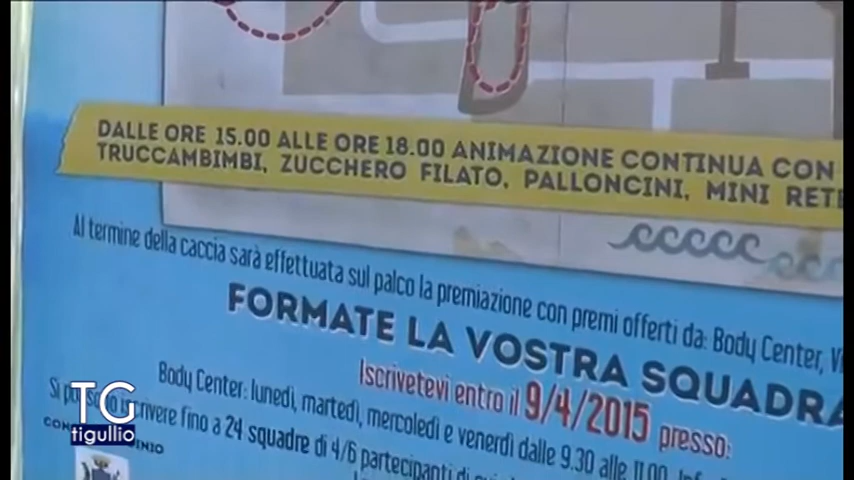 DALLE ORE 15.00 ALLE ORE 18.00 ANIMAZIONE CONTINUA CON
TRUCCABIMBI, ZUCCHERO FILATO, PALLONCINI, MINI RETE
Al termine della caccia sarà effettuata sul palco la premiazione con premi offerti da: Body Center,
FORMATE LA VOSTRA SQUADRA
Iscrivetevi entro il 9/4/2015 presso:
Body Center: lunedì, martedì, mercoledì e venerdì dalle 9.30 alle 11.00
Si possono iscrivere fino a 24 squadre di 4/6 partecipanti di
TG
tigullio